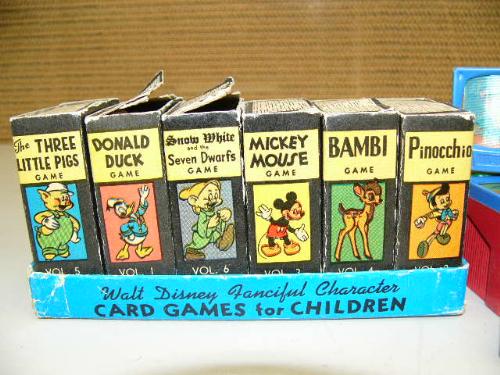 The THREE
LITTLE PIGS
GAME
VOL. 5
DONALD
DUCK
GAME
VOL. 1
Snow White
and the
Seven Dwarfs
GAME
VOL. 6
MICKEY
MOUSE
GAME
VOL.
BAMBI
GAME
VOL. 4
Pinocchio
GAME
VOL.
Walt Disney Fanciful Character
CARD GAMES for CHILDREN